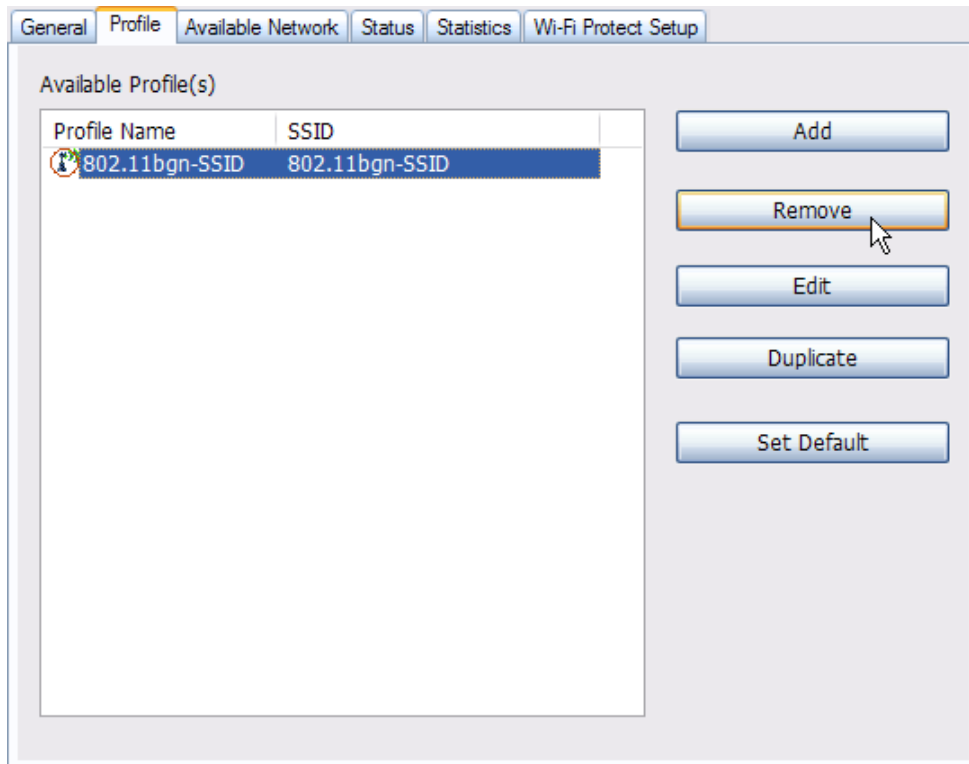 General Profile Available Network Status Statistics Wi-Fi Protect Setup
Available Profile(s)
Profile Name SSID
802.11bgn-SSID 802.11bgn-SSID
Add
Remove
Edit
Duplicate
Set Default